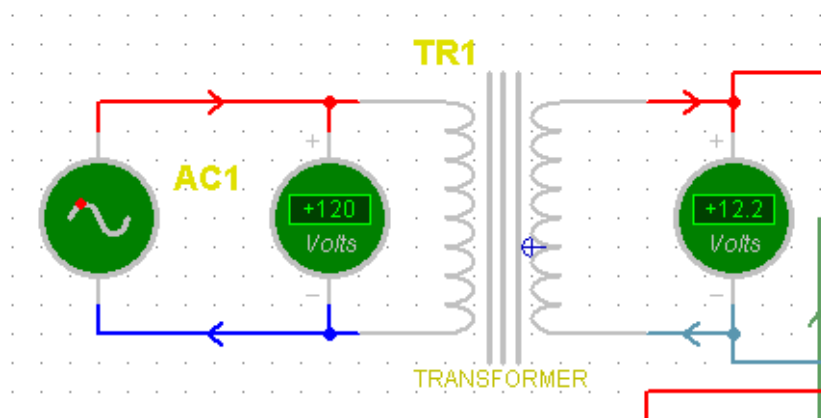 TR1
AC1
+
+120
Volts
−
+
+12.2
Volts
−
TRANSFORMER